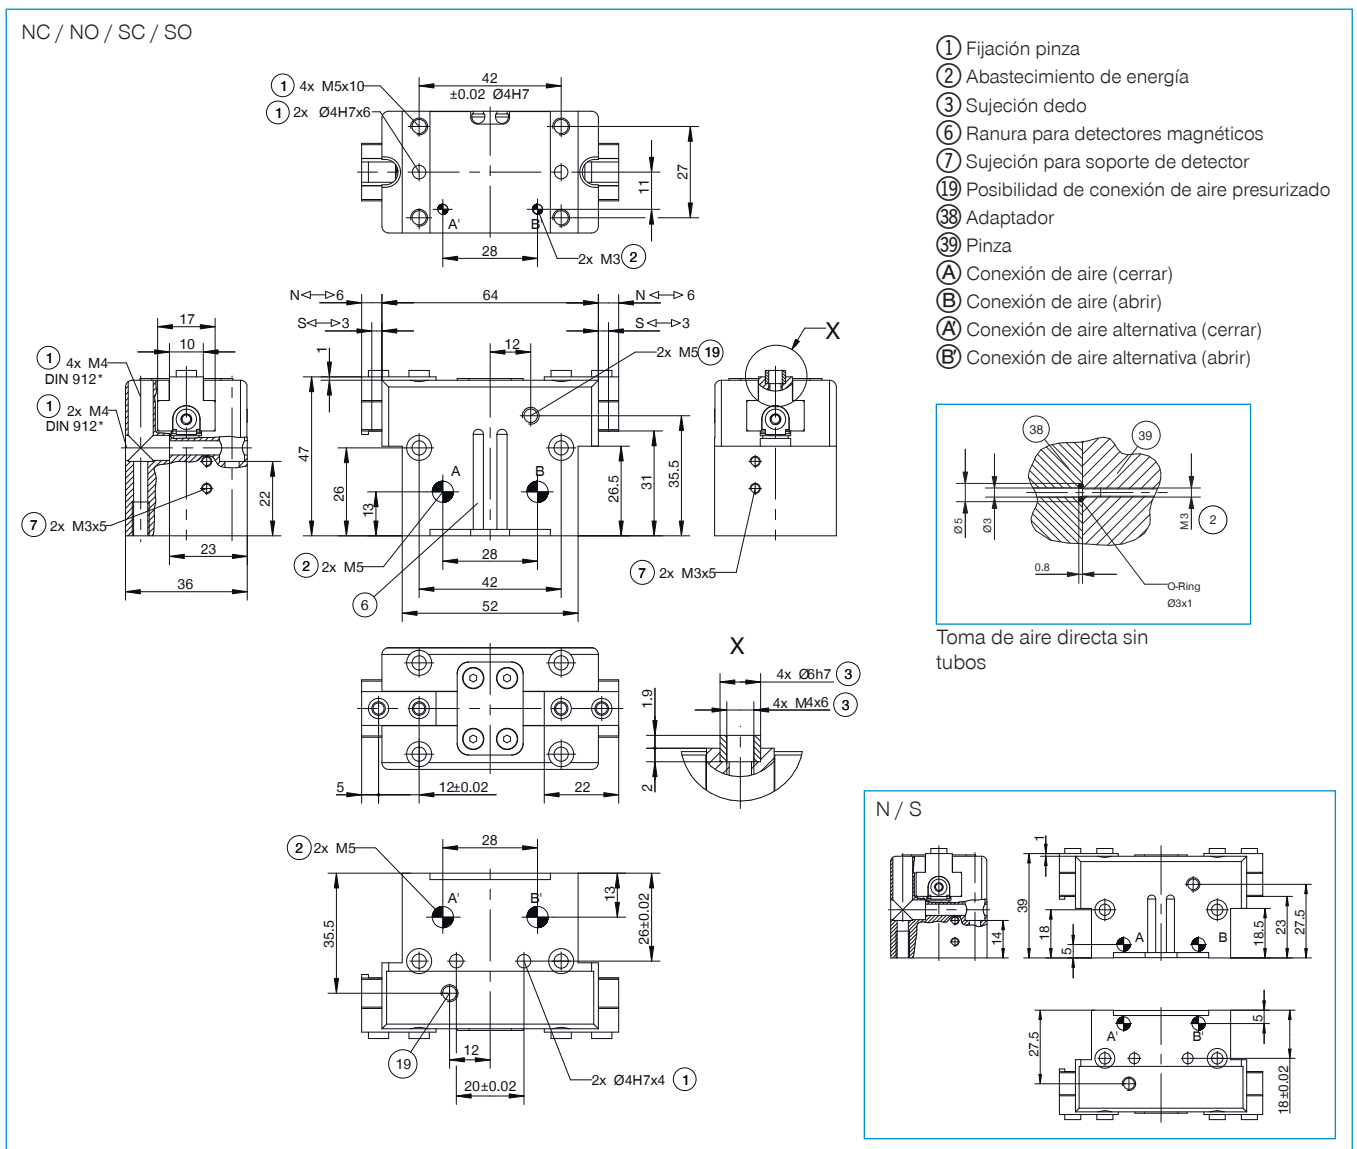 NC / NO / SC / SO
1 Fijación pinza
2 Abastecimiento de energía
3 Sujeción dedo
6 Ranura para detectores magnéticos
7 Sujeción para soporte de detector
19 Posibilidad de conexión de aire presurizado
38 Adaptador
39 Pinza
A Conexión de aire (cerrar)
B Conexión de aire (abrir)
A' Conexión de aire alternativa (cerrar)
B' Conexión de aire alternativa (abrir)
1 4x M5x10
1 2x Ø4H7x6
42
±0.02 Ø4H7
27
11
A'
B'
28
2x M3 2
N 6
64
N 6
S 3
S 3
17
10
1 4x M4
DIN 912*
1 2x M4
DIN 912*
7 2x M3x5
22
23
36
1
12
2x M5 19
47
26
13
A
B
26.5
31
35.5
2 2x M5
28
42
52
6
X
7 2x M3x5
38
39
Ø5
Ø3
M3
2
0.8
O-Ring
Ø3x1
Toma de aire directa sin
tubos
5
12±0.02
22
X
4x Ø6h7 3
4x M4x6 3
1.9
2
2 2x M5
28
A'
B'
13
26±0.02
35.5
19
12
20±0.02
2x Ø4H7x4 1
N / S
14
1
39
18
5
A
B
18.5
23
27.5
27.5
A'
B'
5
18±0.02